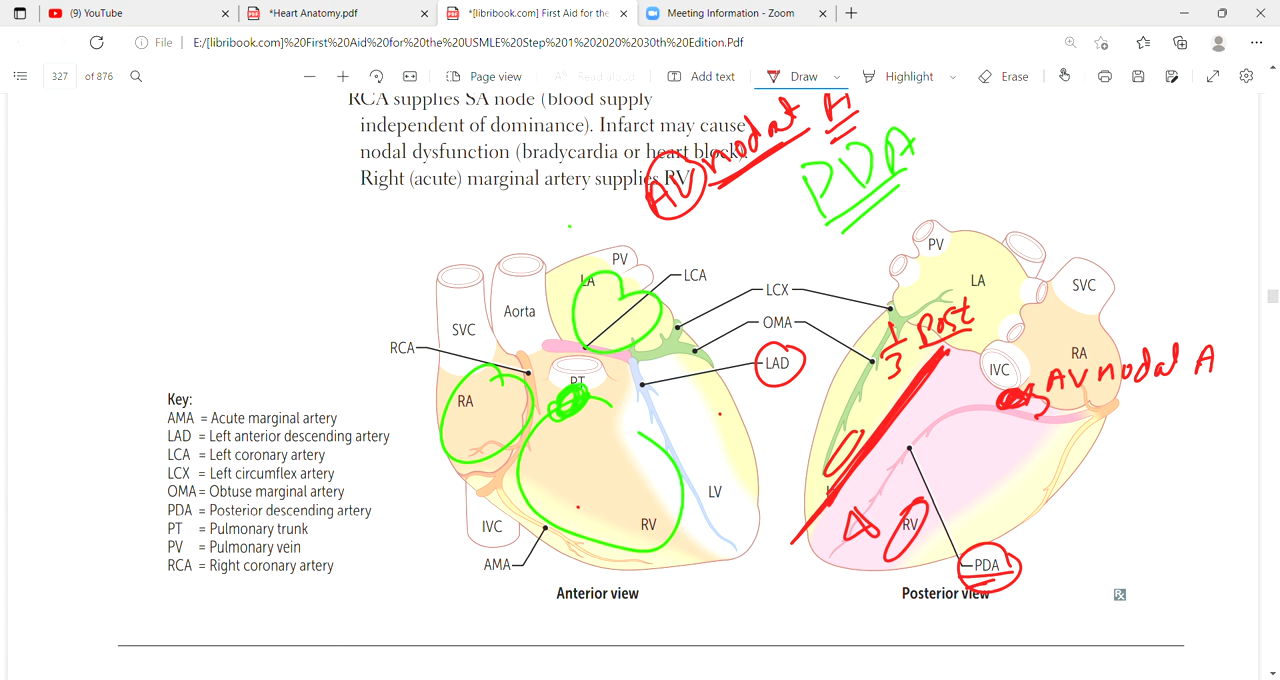 (9) YouTube
*Heart Anatomy.pdf
*[libribook.com] First Aid for the
Meeting Information - Zoom
File
E:/[libribook.com]%20First%20Aid%20for%20the%20USMLE%20Step%201%202020%2030th%20Edition.Pdf
327 of 876
Page view
Read aloud
Add text
Draw
Highlight
Erase
RCA supplies SA node (blood supply
independent of dominance). Infarct may cause
nodal dysfunction (bradycardia or heart block).
Right (acute) marginal artery supplies RV
AV nodal A
PDA
PV
LA
LCA
Aorta
SVC
RCA
PT
RA
LCX
OMA
LAD
LV
RV
IVC
AMA
Anterior view
PV
LA
SVC
1/3 Post
IVC
RA
AV nodal A
RV
PDA
Posterior view
Key:
AMA = Acute marginal artery
LAD = Left anterior descending artery
LCA = Left coronary artery
LCX = Left circumflex artery
OMA = Obtuse marginal artery
PDA = Posterior descending artery
PT = Pulmonary trunk
PV = Pulmonary vein
RCA = Right coronary artery
Rx